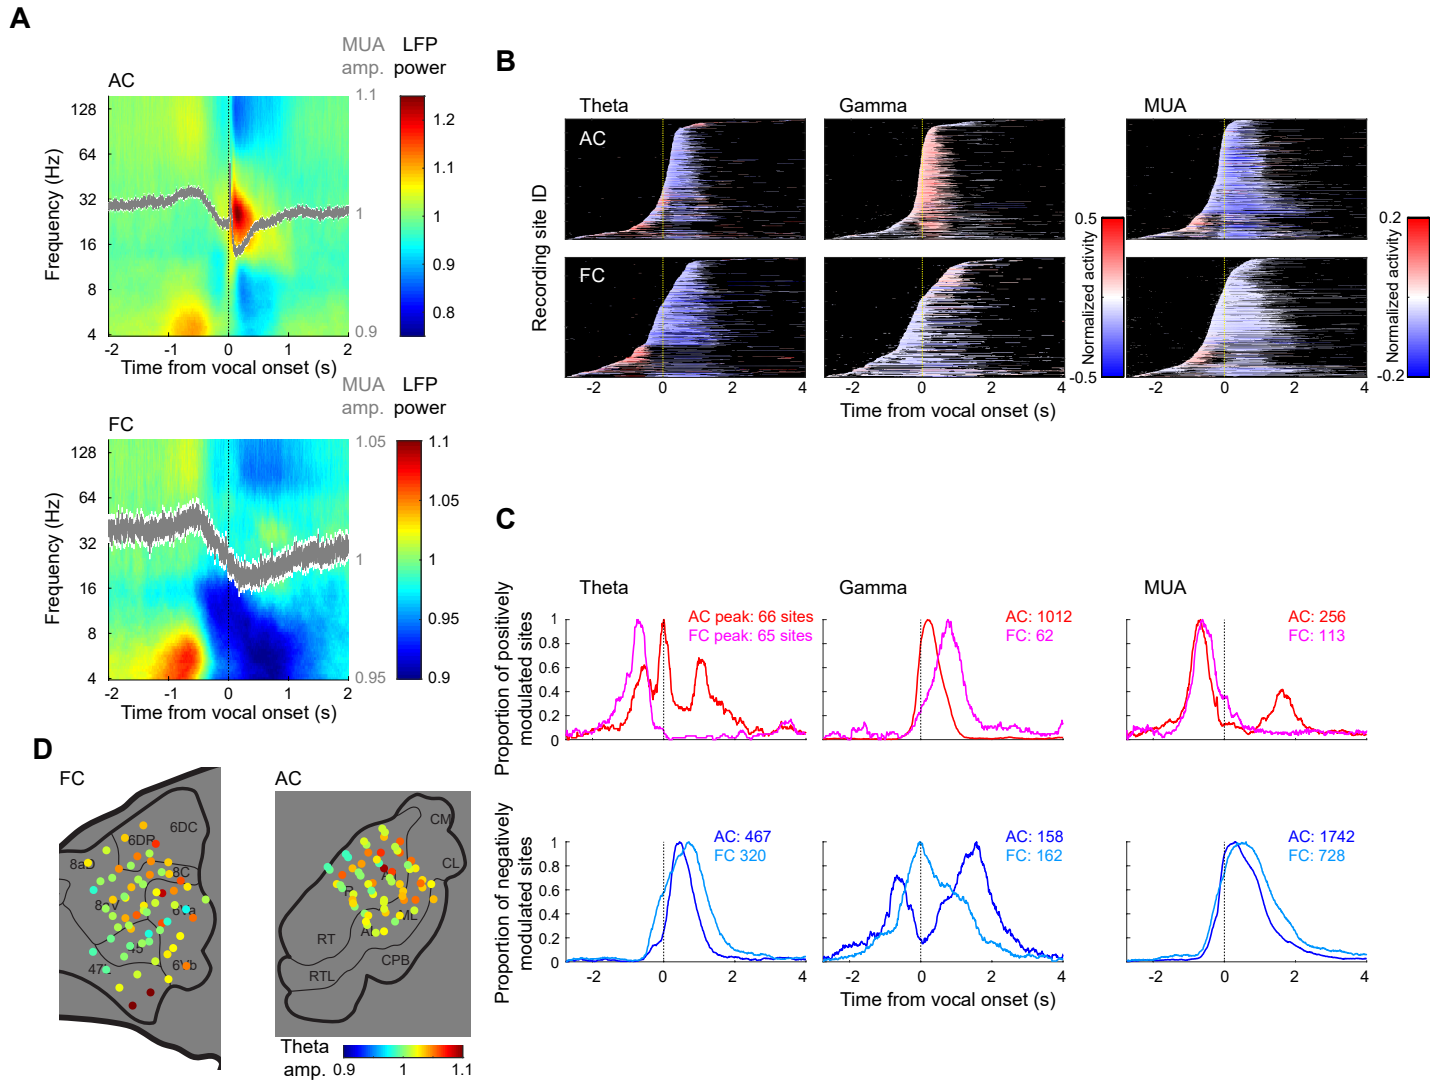 A
MUA LFP
amp. power
AC
1.1
128
64
32
16
8
4
1
0.9
1.2
1.1
1
0.9
0.8
-2 -1 0 1 2
Frequency (Hz)
Time from vocal onset (s)
MUA LFP
amp. power
FC
1.05
128
64
32
16
8
4
1
0.95
1.1
1.05
1
0.95
0.9
-2 -1 0 1 2
Frequency (Hz)
Time from vocal onset (s)
B
Theta Gamma MUA
AC
FC
Recording site ID
-2 0 2 4
-2 0 2 4
-2 0 2 4
Time from vocal onset (s)
0.5
Normalized activity
-0.5
0.2
Normalized activity
-0.2
C
Theta Gamma MUA
Proportion of positively
modulated sites
1
0.8
0.6
0.4
0.2
0
AC peak: 66 sites
FC peak: 65 sites
AC: 1012
FC: 62
AC: 256
FC: 113
-2 0 2 4
Proportion of negatively
modulated sites
1
0.8
0.6
0.4
0.2
0
AC: 467
FC 320
AC: 158
FC: 162
AC: 1742
FC: 728
-2 0 2 4
-2 0 2 4
-2 0 2 4
Time from vocal onset (s)
D
FC
6DC
6DR
8C
6Vb
AC
CM
CL
ML
RT
RTL
CPB
Theta
amp.
0.9 1 1.1